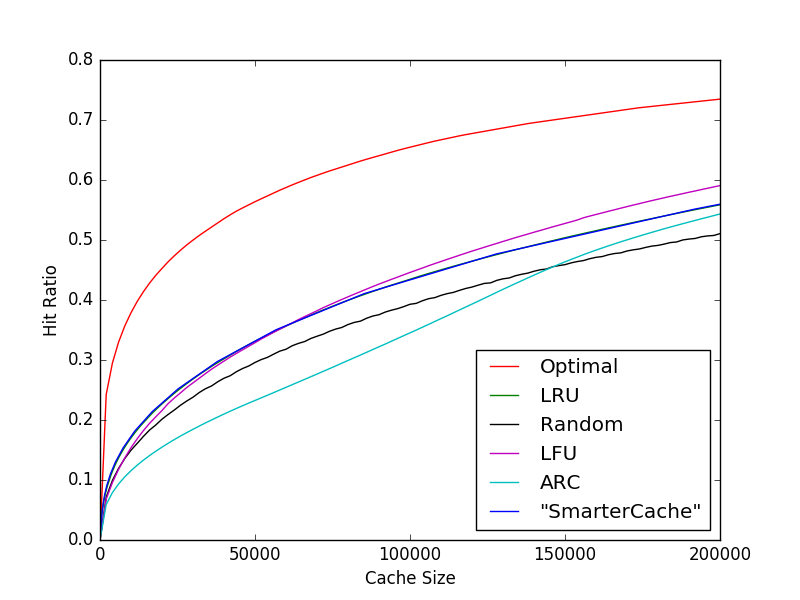 0.8
0.7
0.6
0.5
0.4
0.3
0.2
0.1
0.0
Hit Ratio
Optimal
LRU
Random
LFU
ARC
"SmarterCache"
0 50000 100000 150000 200000
Cache Size